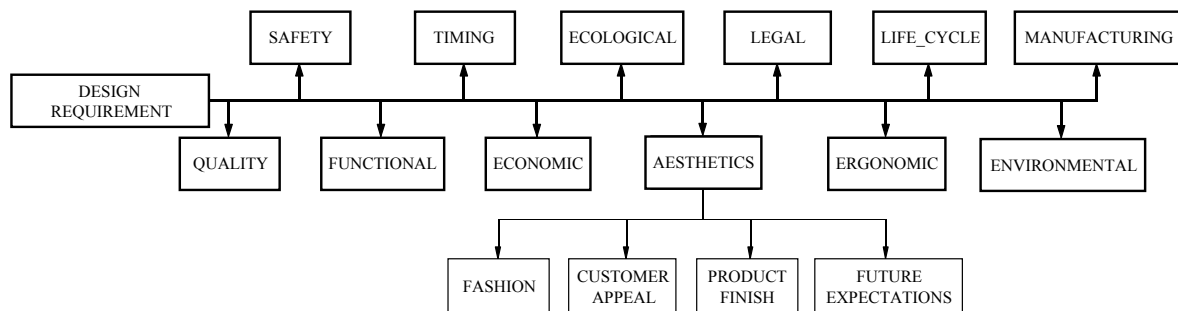 SAFETY
TIMING
ECOLOGICAL
LEGAL
LIFE_CYCLE
MANUFACTURING
DESIGN
REQUIREMENT
QUALITY
FUNCTIONAL
ECONOMIC
AESTHETICS
ERGONOMIC
ENVIRONMENTAL
FASHION
CUSTOMER
APPEAL
PRODUCT
FINISH
FUTURE
EXPECTATIONS